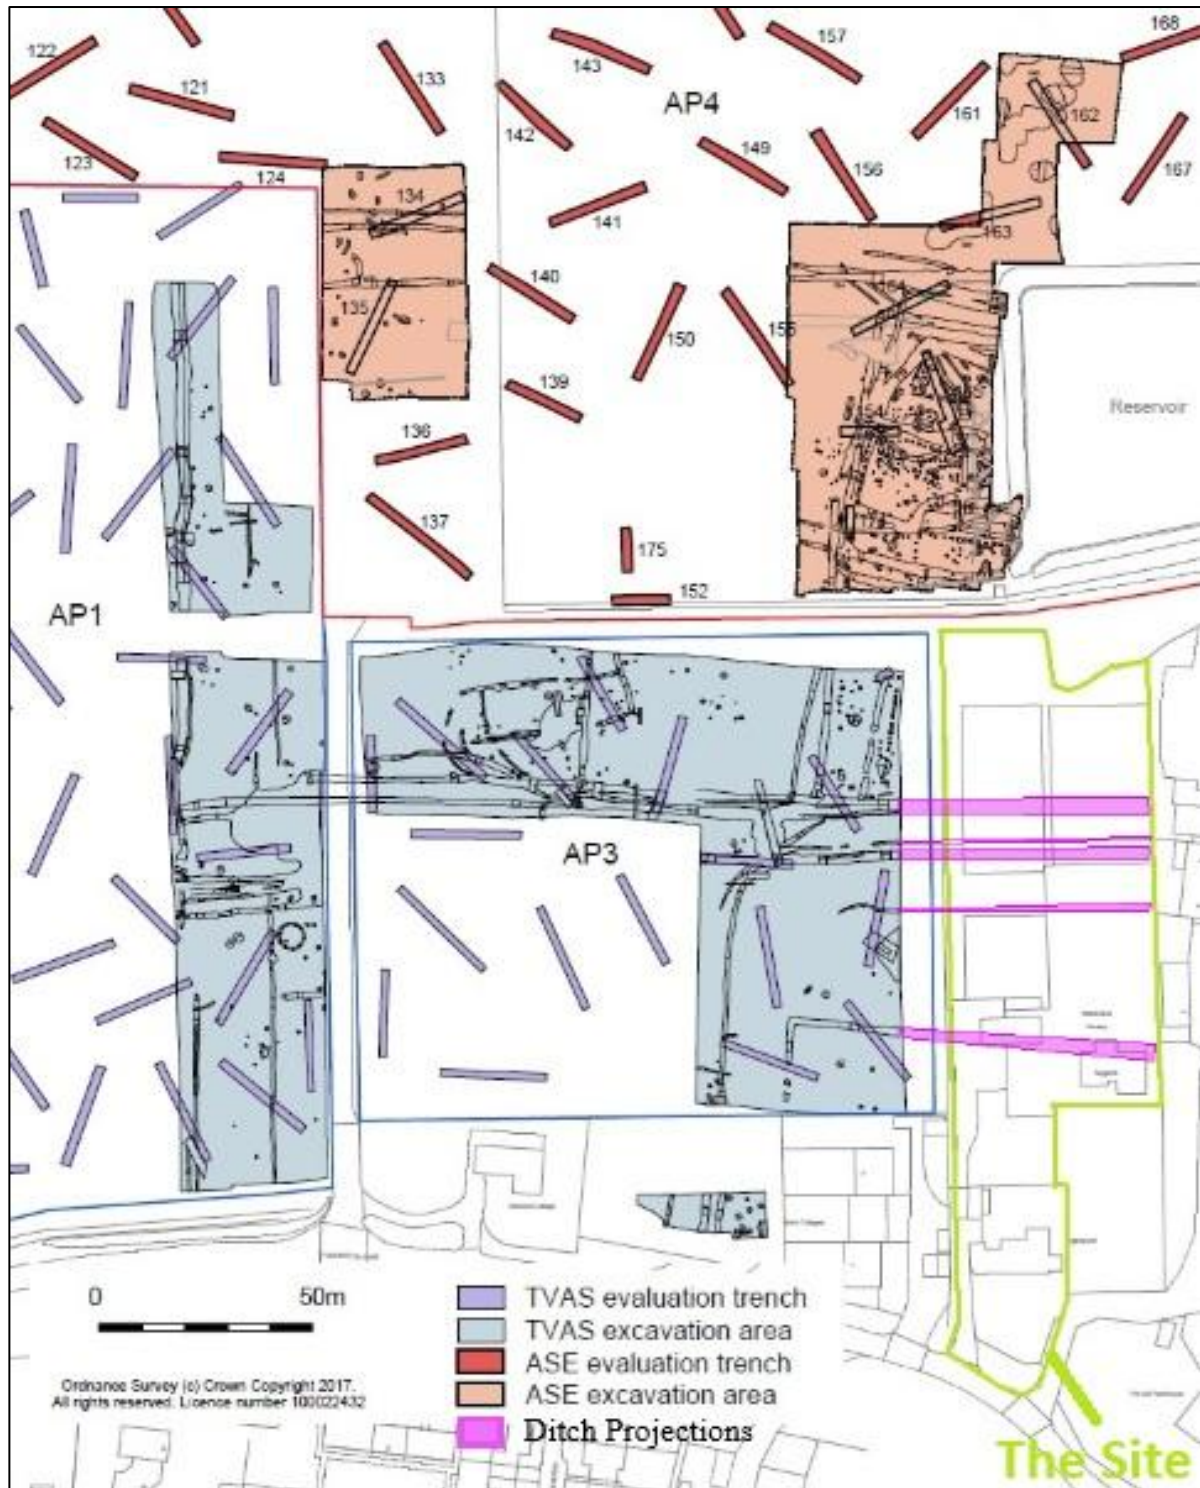 168
122
157
143
133
121
AP4
161
162
142
149
123
156
167
124
134
141
163
140
164
135
150
155
139
Reservoir
154
136
137
175
152
AP1
AP3
0 50m
TVAS evaluation trench
TVAS excavation area
ASE evaluation trench
ASE excavation area
Ditch Projections
Ordnance Survey (c) Crown Copyright 2017.
All rights reserved. Licence number 100022432
The Site